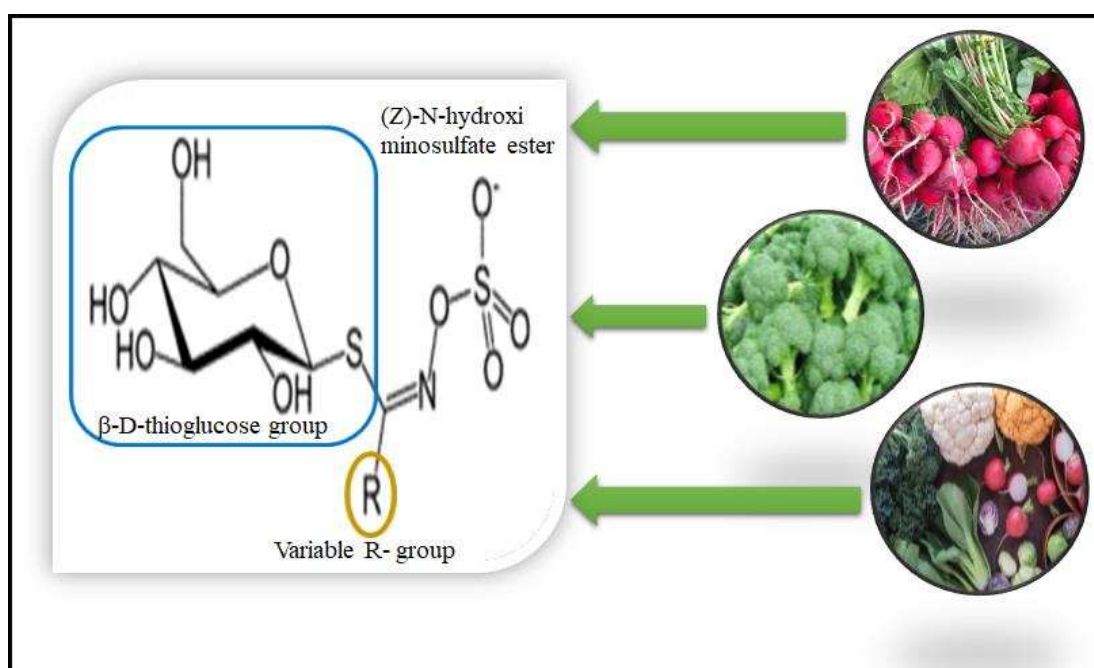 (Z)-N-hydroxi
minosulfate ester
OH
O
O·
HO
HO
OH
S
O
S
O
O
N
β-D-thioglucose group
R
Variable R- group